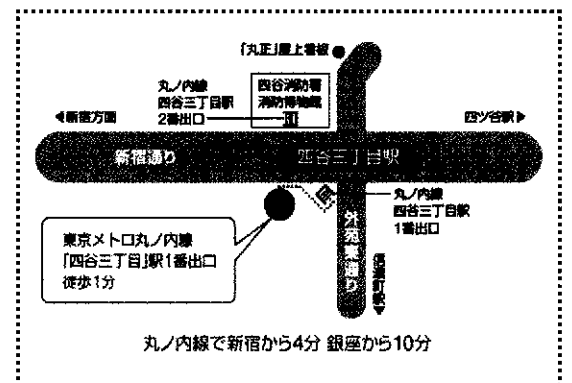 「丸正」屋上看板
丸ノ内線
四谷三丁目駅
2番出口
四谷消防署
消防博物館
◀新宿方面
四ツ谷駅▶
新宿通り
四谷三丁目駅
丸ノ内線
四谷三丁目駅
1番出口
外苑東通り
信濃町駅▶
東京メトロ丸ノ内線
「四谷三丁目」駅1番出口
徒歩1分
丸ノ内線で新宿から4分 銀座から10分